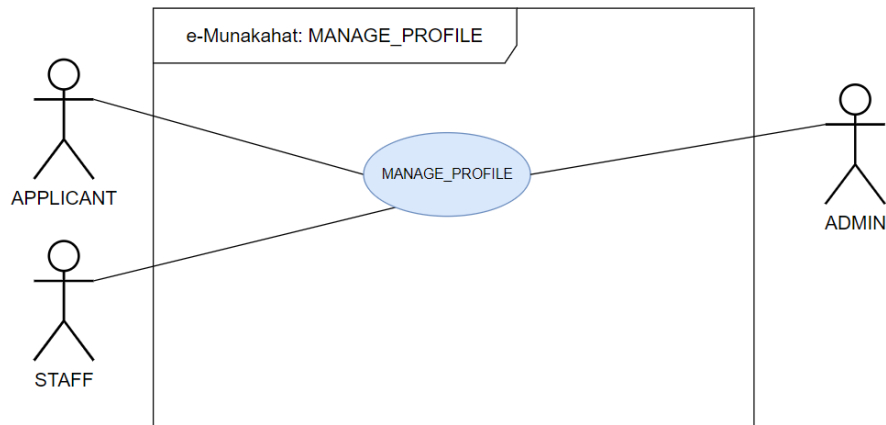 e-Munakahat: MANAGE_PROFILE
APPLICANT
MANAGE_PROFILE
ADMIN
STAFF